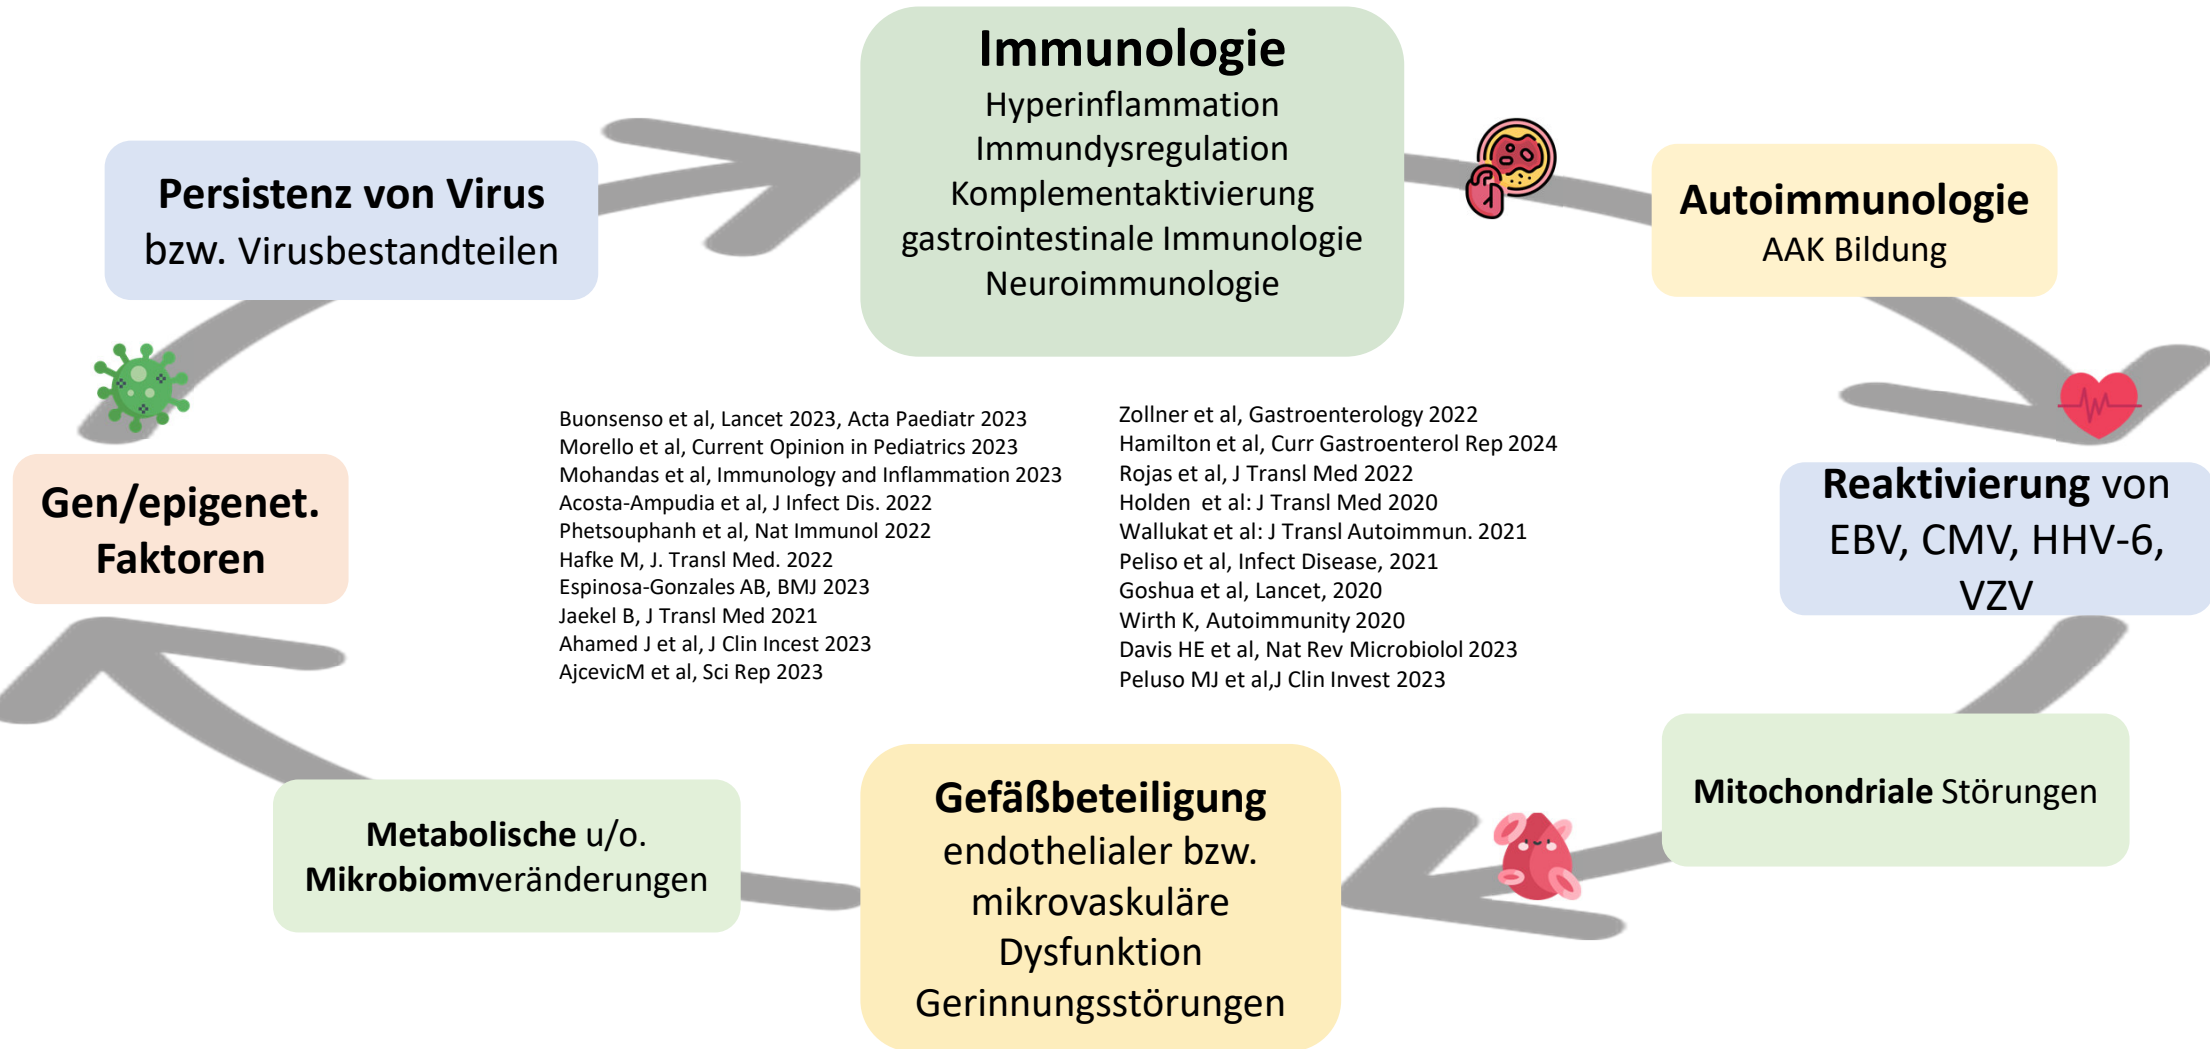 Immunologie
Hyperinflammation
Immundysregulation
Komplementaktivierung
gastrointestinale Immunologie
Neuroimmunologie
Persistenz von Virus
bzw. Virusbestandteilen
Autoimmunologie
AAK Bildung
Gen/epigenet.
Faktoren
Buonsenso et al, Lancet 2023, Acta Paediatr 2023
Morello et al, Current Opinion in Pediatrics 2023
Mohandas et al, Immunology and Inflammation 2023
Acosta-Ampudia et al, J Infect Dis. 2022
Phetsouphanh et al, Nat Immunol 2022
Hafke M, J. Transl Med. 2022
Espinosa-Gonzales AB, BMJ 2023
Jaekel B, J Transl Med 2021
Ahamed J et al, J Clin Incest 2023
AjcevicM et al, Sci Rep 2023
Zollner et al, Gastroenterology 2022
Hamilton et al, Curr Gastroenterol Rep 2024
Rojas et al, J Transl Med 2022
Holden et al: J Transl Med 2020
Wallukat et al: J Transl Autoimmun. 2021
Peliso et al, Infect Disease, 2021
Goshua et al, Lancet, 2020
Wirth K, Autoimmunity 2020
Davis HE et al, Nat Rev Microbiolol 2023
Peluso MJ et al,J Clin Invest 2023
Reaktivierung von
EBV, CMV, HHV-6,
VZV
Metabolische u/o.
Mikrobiomveränderungen
Gefäßbeteiligung
endothelialer bzw.
mikrovaskuläre
Dysfunktion
Gerinnungsstörungen
Mitochondriale Störungen